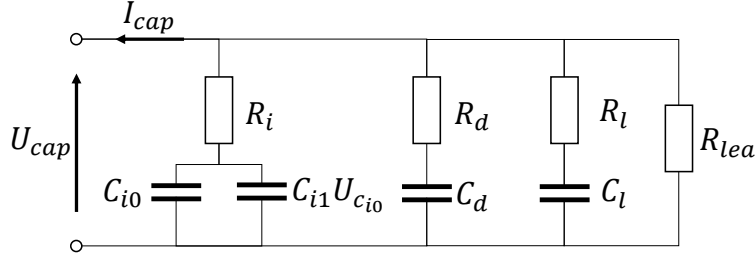 I_cap
R_i
R_d
R_l
R_lea
U_cap
C_i0
C_i1 U_c_i0
C_d
C_l